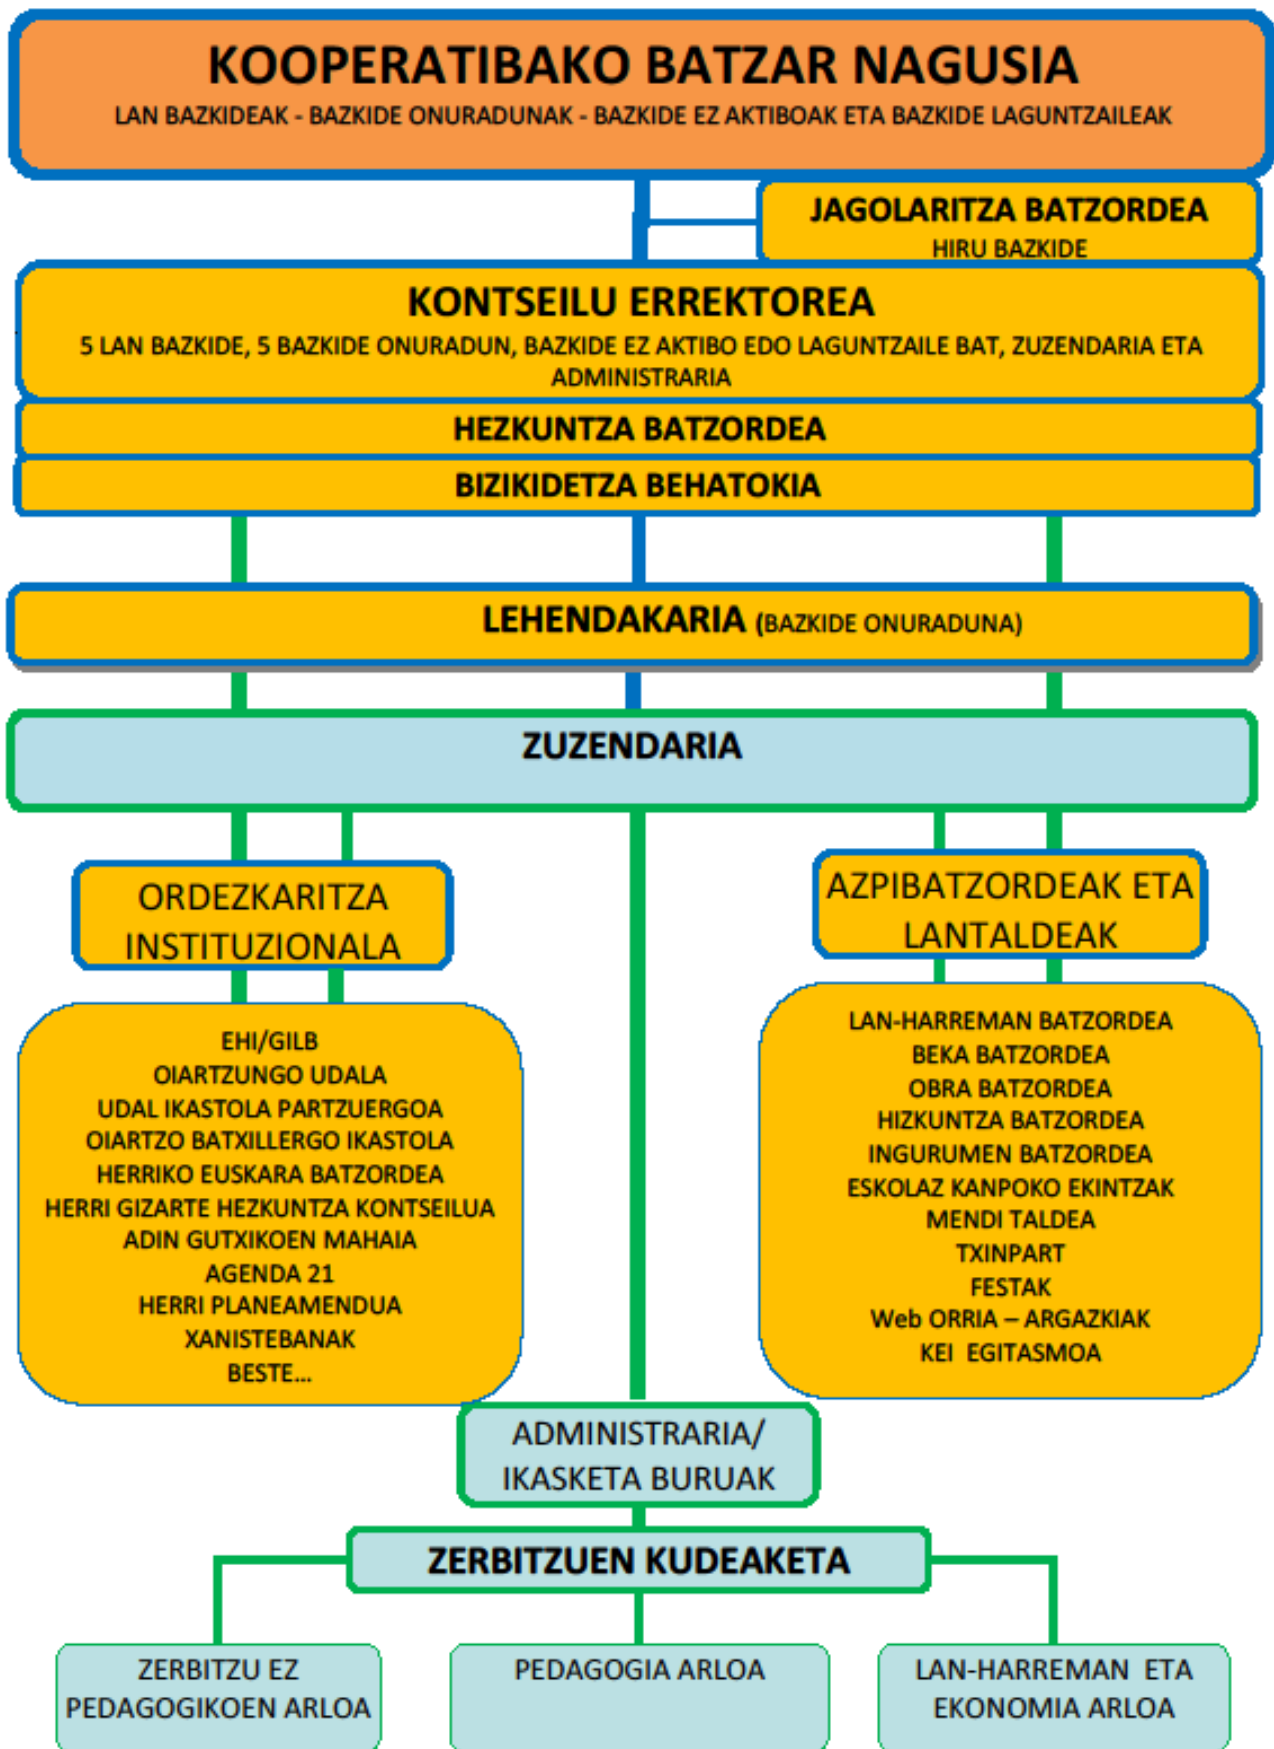 KOOPERATIBAKO BATZAR NAGUSIA
LAN BAZKIDEAK - BAZKIDE ONURADUNAK - BAZKIDE EZ AKTIBOAK ETA BAZKIDE LAGUNTZAILEAK
JAGOLARITZA BATZORDEA
HIRU BAZKIDE
KONTSEILU ERREKTOREA
5 LAN BAZKIDE, 5 BAZKIDE ONURADUN, BAZKIDE EZ AKTIBO EDO LAGUNTZAILE BAT, ZUZENDARIA ETA
ADMINISTRARIA
HEZKUNTZA BATZORDEA
BIZIKIDETZA BEHATOKIA
LEHENDAKARIA (BAZKIDE ONURADUNA)
ZUZENDARIA
ORDEZKARITZA
INSTITUZIONALA
EHI/GILB
OIARTZUNGO UDALA
UDAL IKASTOLA PARTZUERGOA
OIARTZO BATXILLERGO IKASTOLA
HERRIKO EUSKARA BATZORDEA
HERRI GIZARTE HEZKUNTZA KONTSEILUA
ADIN GUTXIKOEN MAHAIA
AGENDA 21
HERRI PLANEAMENDUA
XANISTEBANAK
BESTE...
AZPIBATZORDEAK ETA
LANTALDEAK
LAN-HARREMAN BATZORDEA
BEKA BATZORDEA
OBRA BATZORDEA
HIZKUNTZA BATZORDEA
INGURUMEN BATZORDEA
ESKOLAZ KANPOKO EKINTZAK
MENDI TALDEA
TXINPART
FESTAK
Web ORRIA – ARGAZKIAK
KEI EGITASMOA
ADMINISTRARIA/
IKASKETA BURUAK
ZERBITZUEN KUDEAKETA
ZERBITZU EZ
PEDAGOGIKOEN ARLOA
PEDAGOGIA ARLOA
LAN-HARREMAN ETA
EKONOMIA ARLOA